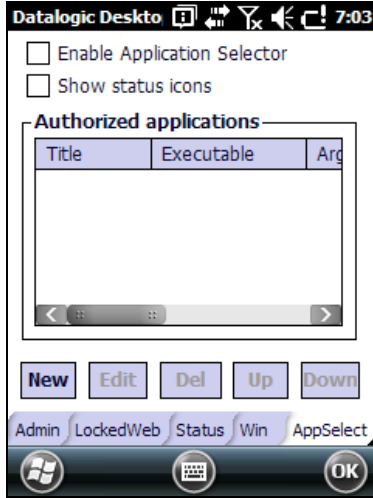 Datalogic Deskto 7:03
Enable Application Selector
Show status icons
Authorized applications
Title Executable Arg
New Edit Del Up Down
Admin LockedWeb Status Win AppSelect
OK